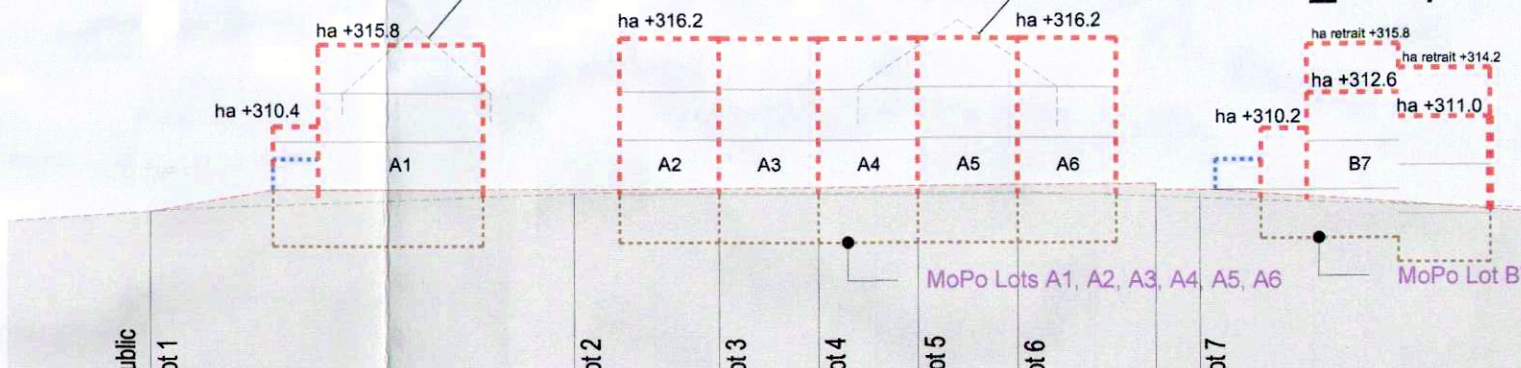 ha +315.8
ha +316.2
ha +316.2
ha retrait +315.8
ha retrait +314.2
ha +312.6
ha +311.0
ha +310.4
ha +310.2
A1
A2
A3
A4
A5
A6
B7
MoPo Lots A1, A2, A3, A4, A5, A6
MoPo Lot B
ublic
ot 1
ot 2
ot 3
ot 4
ot 5
ot 6
ot 7